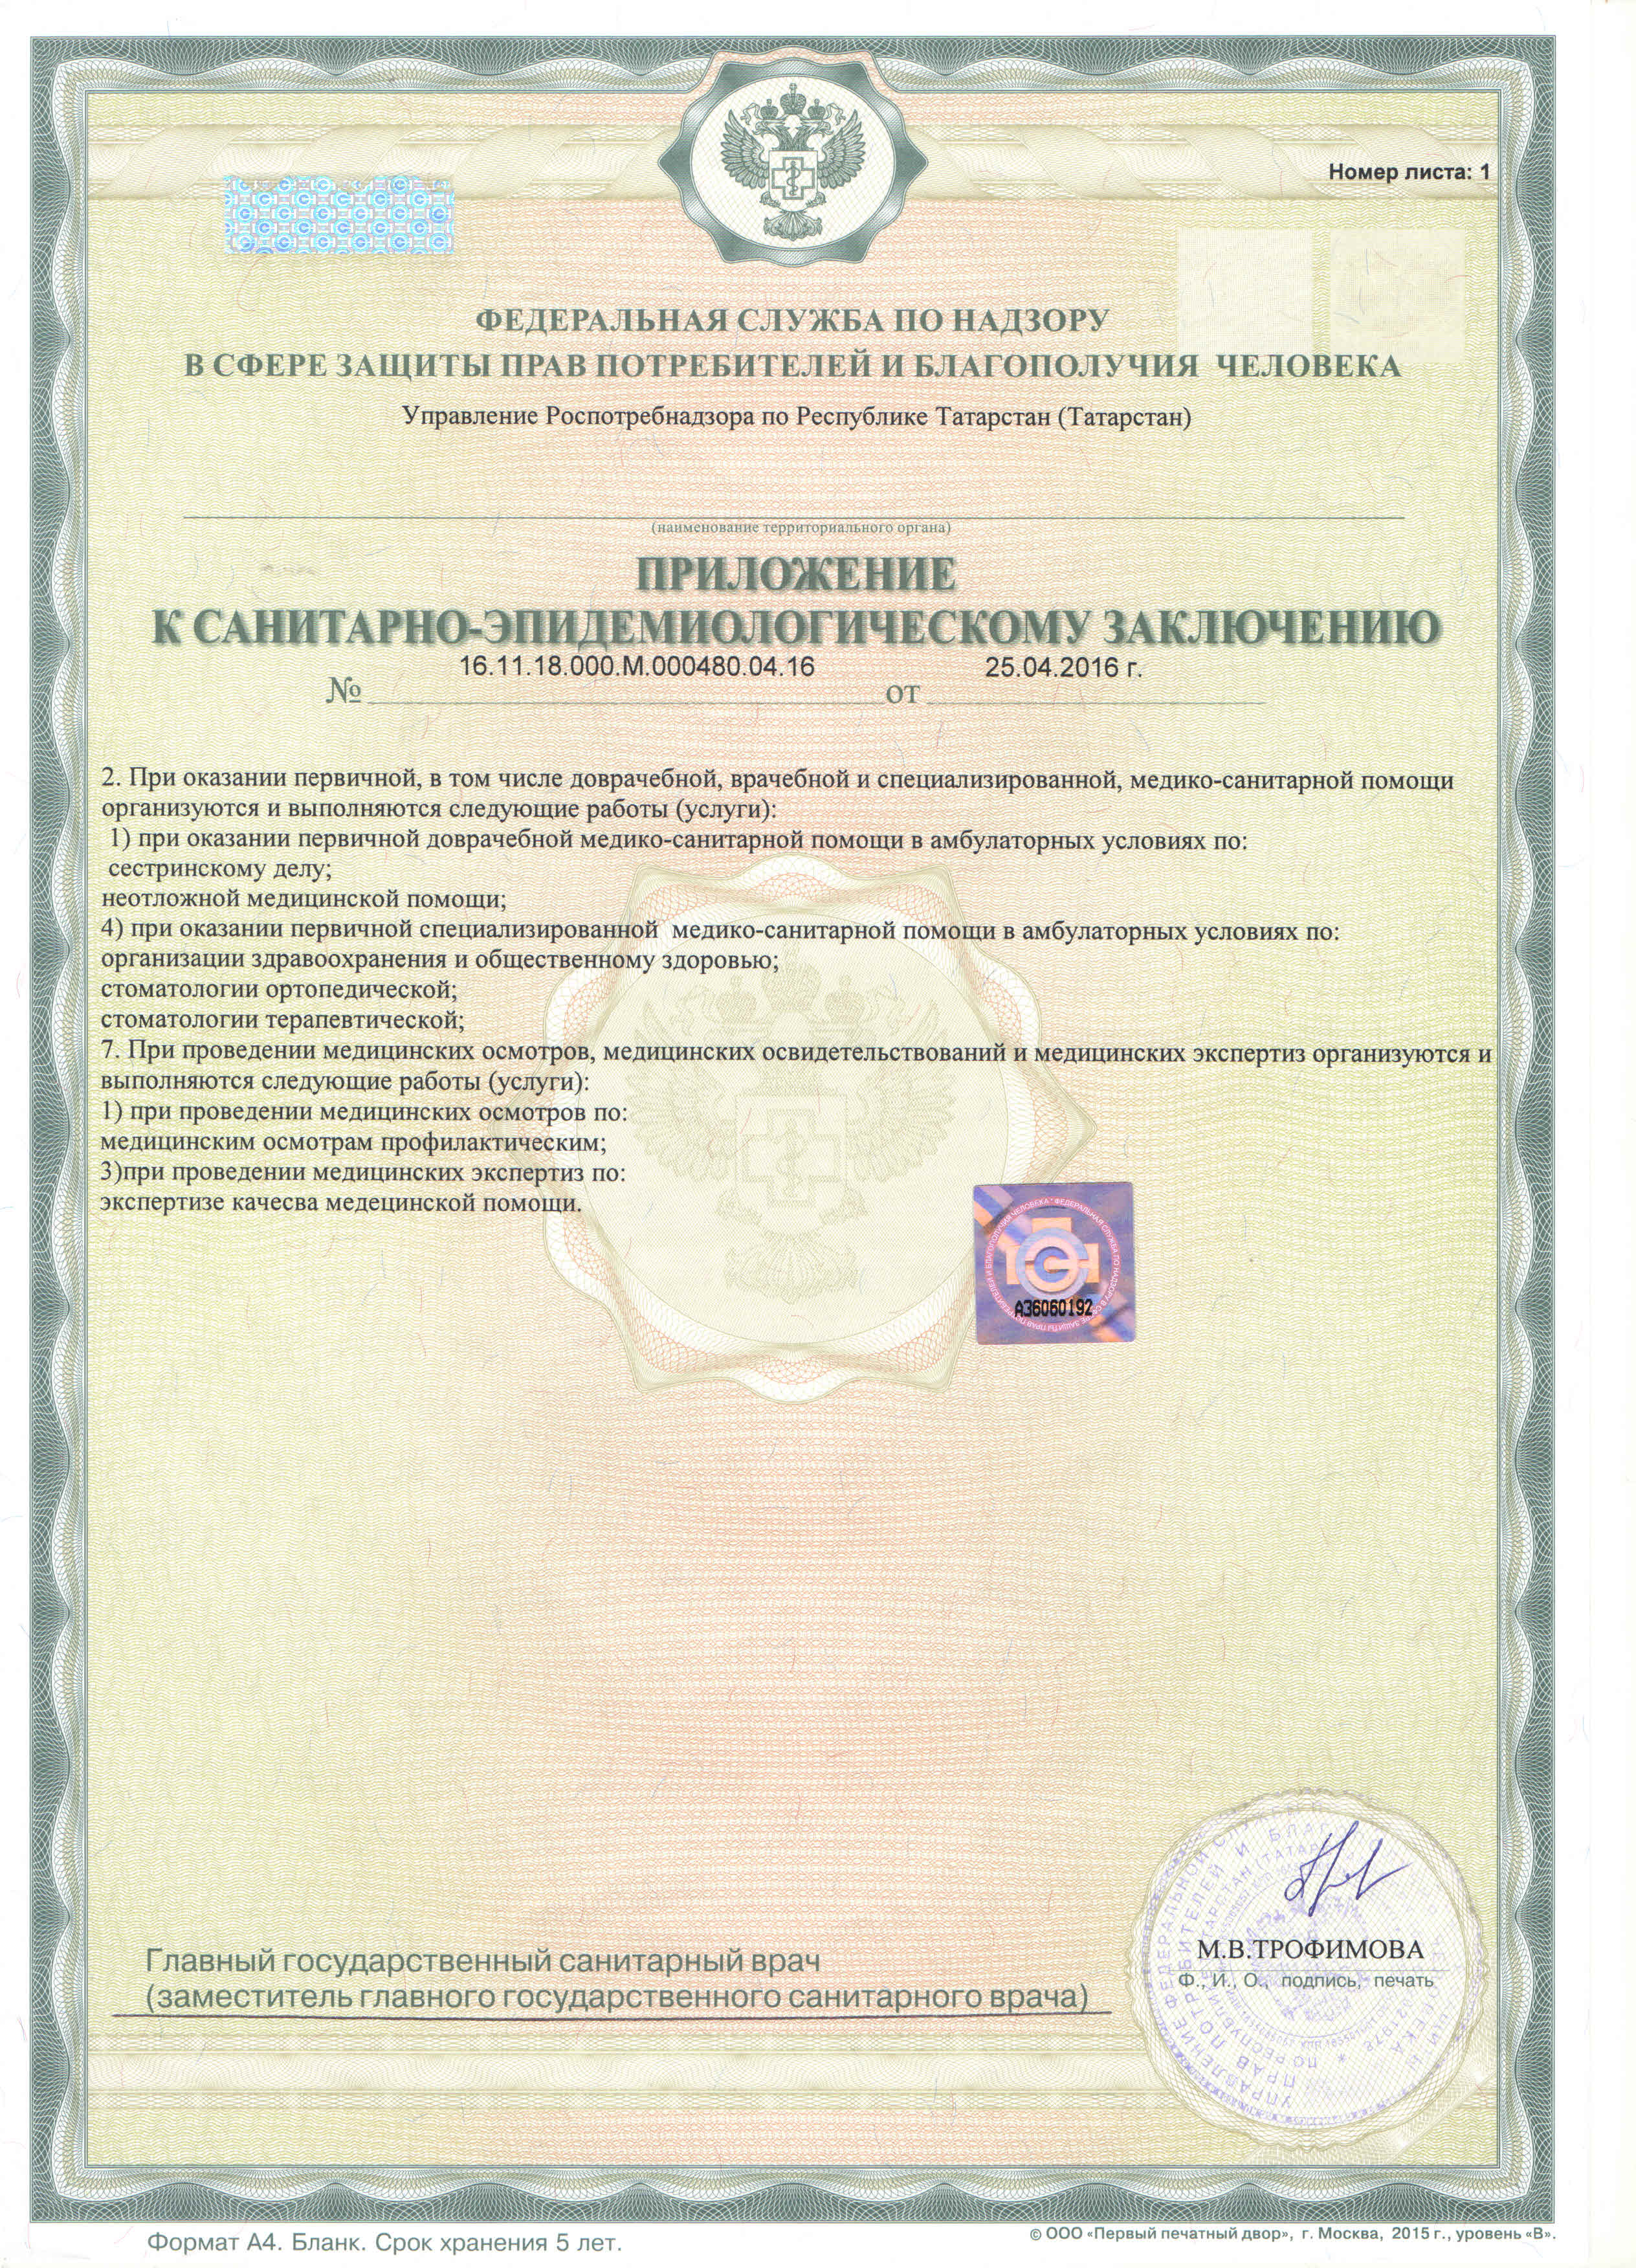 Номер листа: 1
ФЕДЕРАЛЬНАЯ СЛУЖБА ПО НАДЗОРУ
В СФЕРЕ ЗАЩИТЫ ПРАВ ПОТРЕБИТЕЛЕЙ И БЛАГОПОЛУЧИЯ ЧЕЛОВЕКА
Управление Роспотребнадзора по Республике Татарстан (Татарстан)
(наименование территориального органа)
ПРИЛОЖЕНИЕ
К САНИТАРНО-ЭПИДЕМИОЛОГИЧЕСКОМУ ЗАКЛЮЧЕНИЮ
№ 16.11.18.000.М.000480.04.16 от 25.04.2016 г.
2. При оказании первичной, в том числе доврачебной, врачебной и специализированной, медико-санитарной помощи
организуются и выполняются следующие работы (услуги):
1) при оказании первичной доврачебной медико-санитарной помощи в амбулаторных условиях по:
сестринскому делу;
неотложной медицинской помощи;
4) при оказании первичной специализированной медико-санитарной помощи в амбулаторных условиях по:
организации здравоохранения и общественному здоровью;
стоматологии ортопедической;
стоматологии терапевтической;
7. При проведении медицинских осмотров, медицинских освидетельствований и медицинских экспертиз организуются и
выполняются следующие работы (услуги):
1) при проведении медицинских осмотров по:
медицинским осмотрам профилактическим;
3)при проведении медицинских экспертиз по:
экспертизе качесва медецинской помощи.
А36060192
Главный государственный санитарный врач
(заместитель главного государственного санитарного врача)
М.В.ТРОФИМОВА
Ф., И., О., подпись, печать
Формат А4. Бланк. Срок хранения 5 лет.
© ООО «Первый печатный двор», г. Москва, 2015 г., уровень «В».